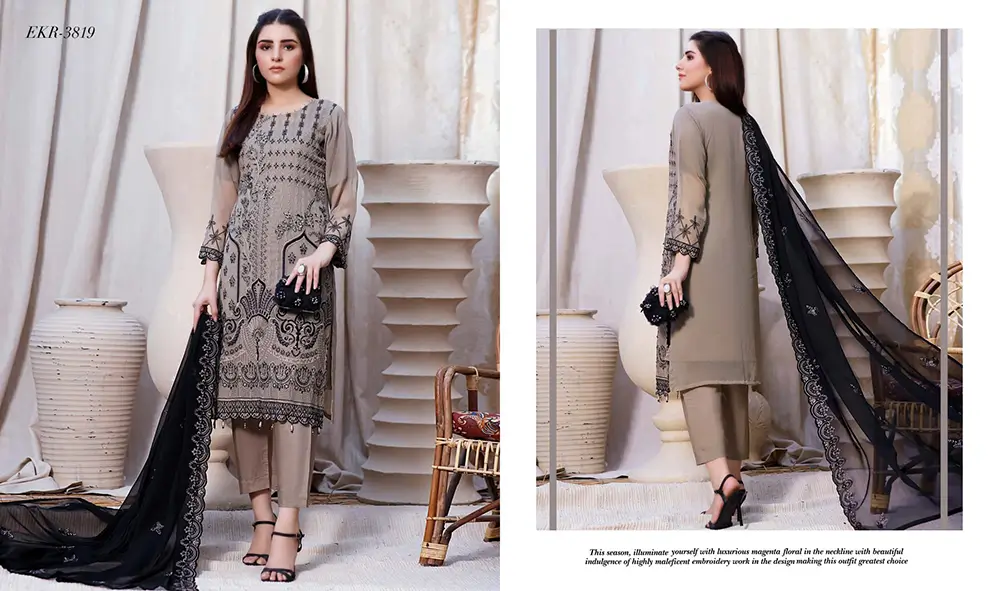 EKR-3819
This season, illuminate yourself with luxurious magenta floral in the neckline with beautiful
indulgence of highly maleficent embroidery work in the design making this outfit greatest choice